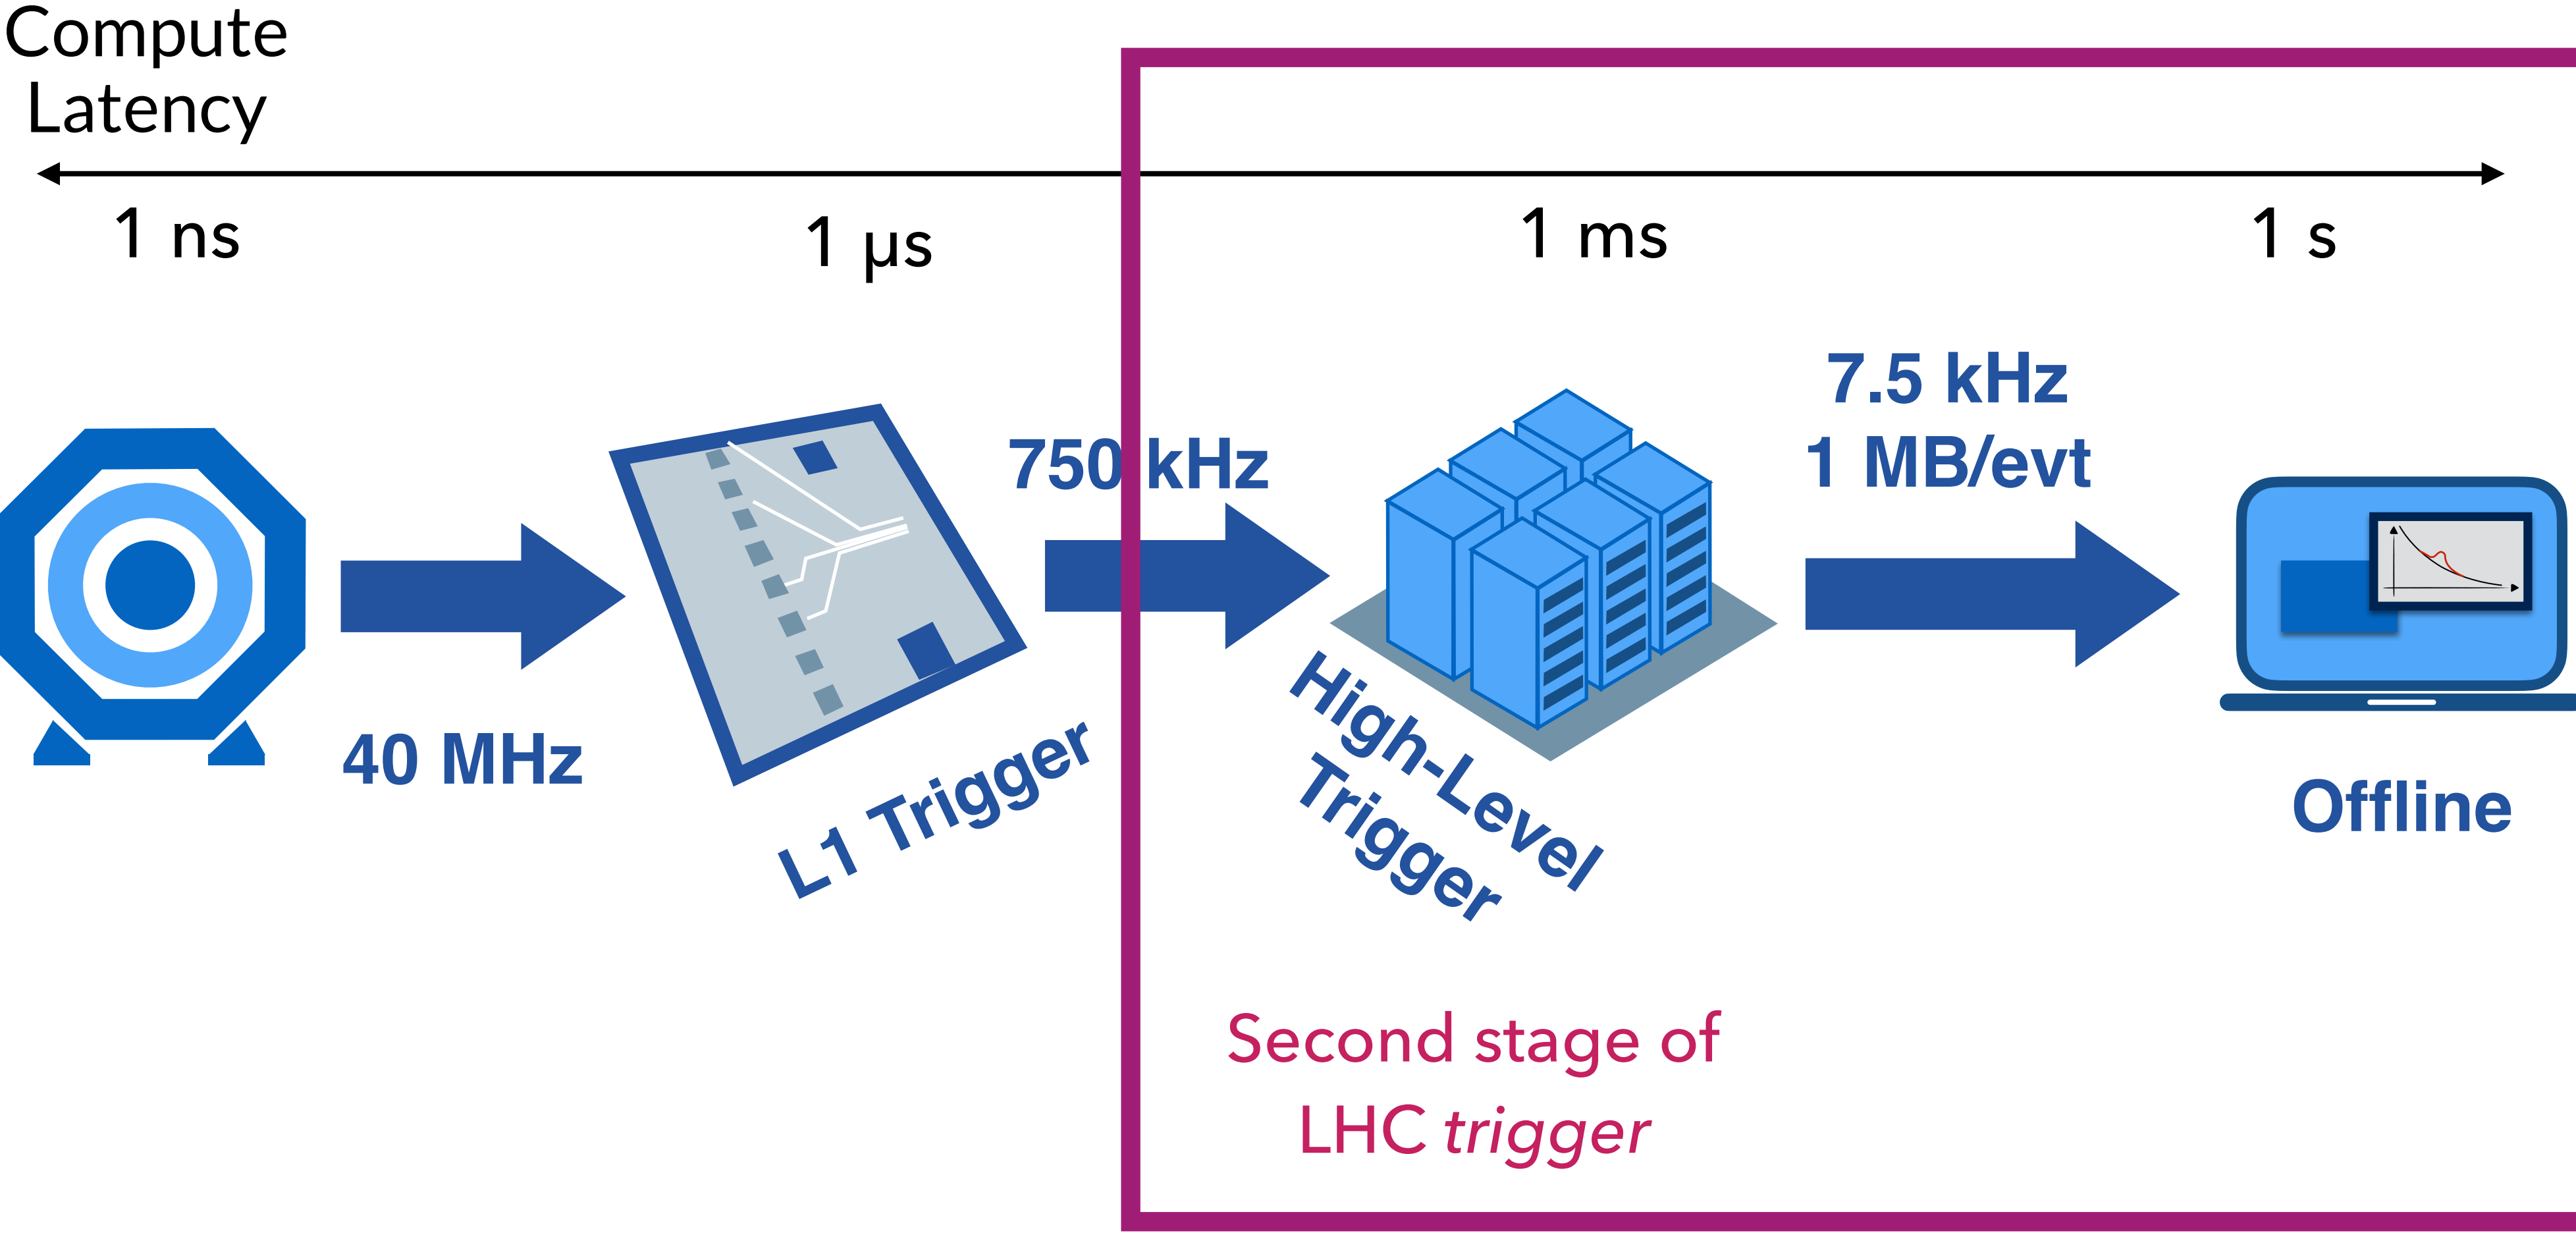 Compute
Latency
1 ns
1 µs
1 ms
1 s
40 MHz
L1 Trigger
750 kHz
High-Level
Trigger
7.5 kHz
1 MB/evt
Offline
Second stage of
LHC trigger